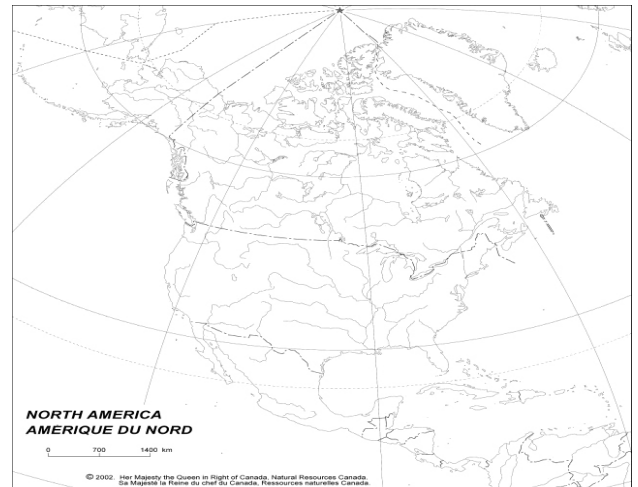 NORTH AMERICA
AMERIQUE DU NORD
0 700 1400 km
© 2002. Her Majesty the Queen in Right of Canada, Natural Resources Canada.
Sa Majesté la Reine du chef du Canada, Ressources naturelles Canada.